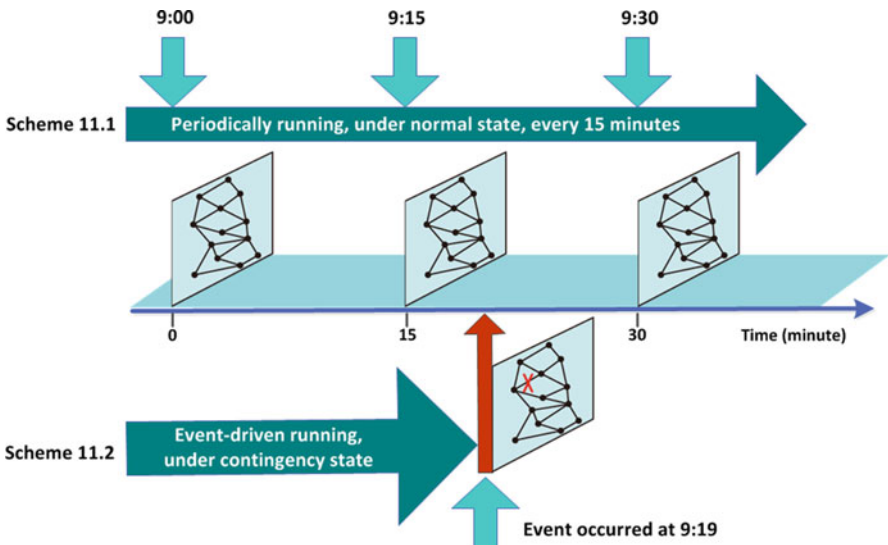 9:00 9:15 9:30
Scheme 11.1
Periodically running, under normal state, every 15 minutes
0 15 30 Time (minute)
Scheme 11.2
Event-driven running,
under contingency state
X
Event occurred at 9:19